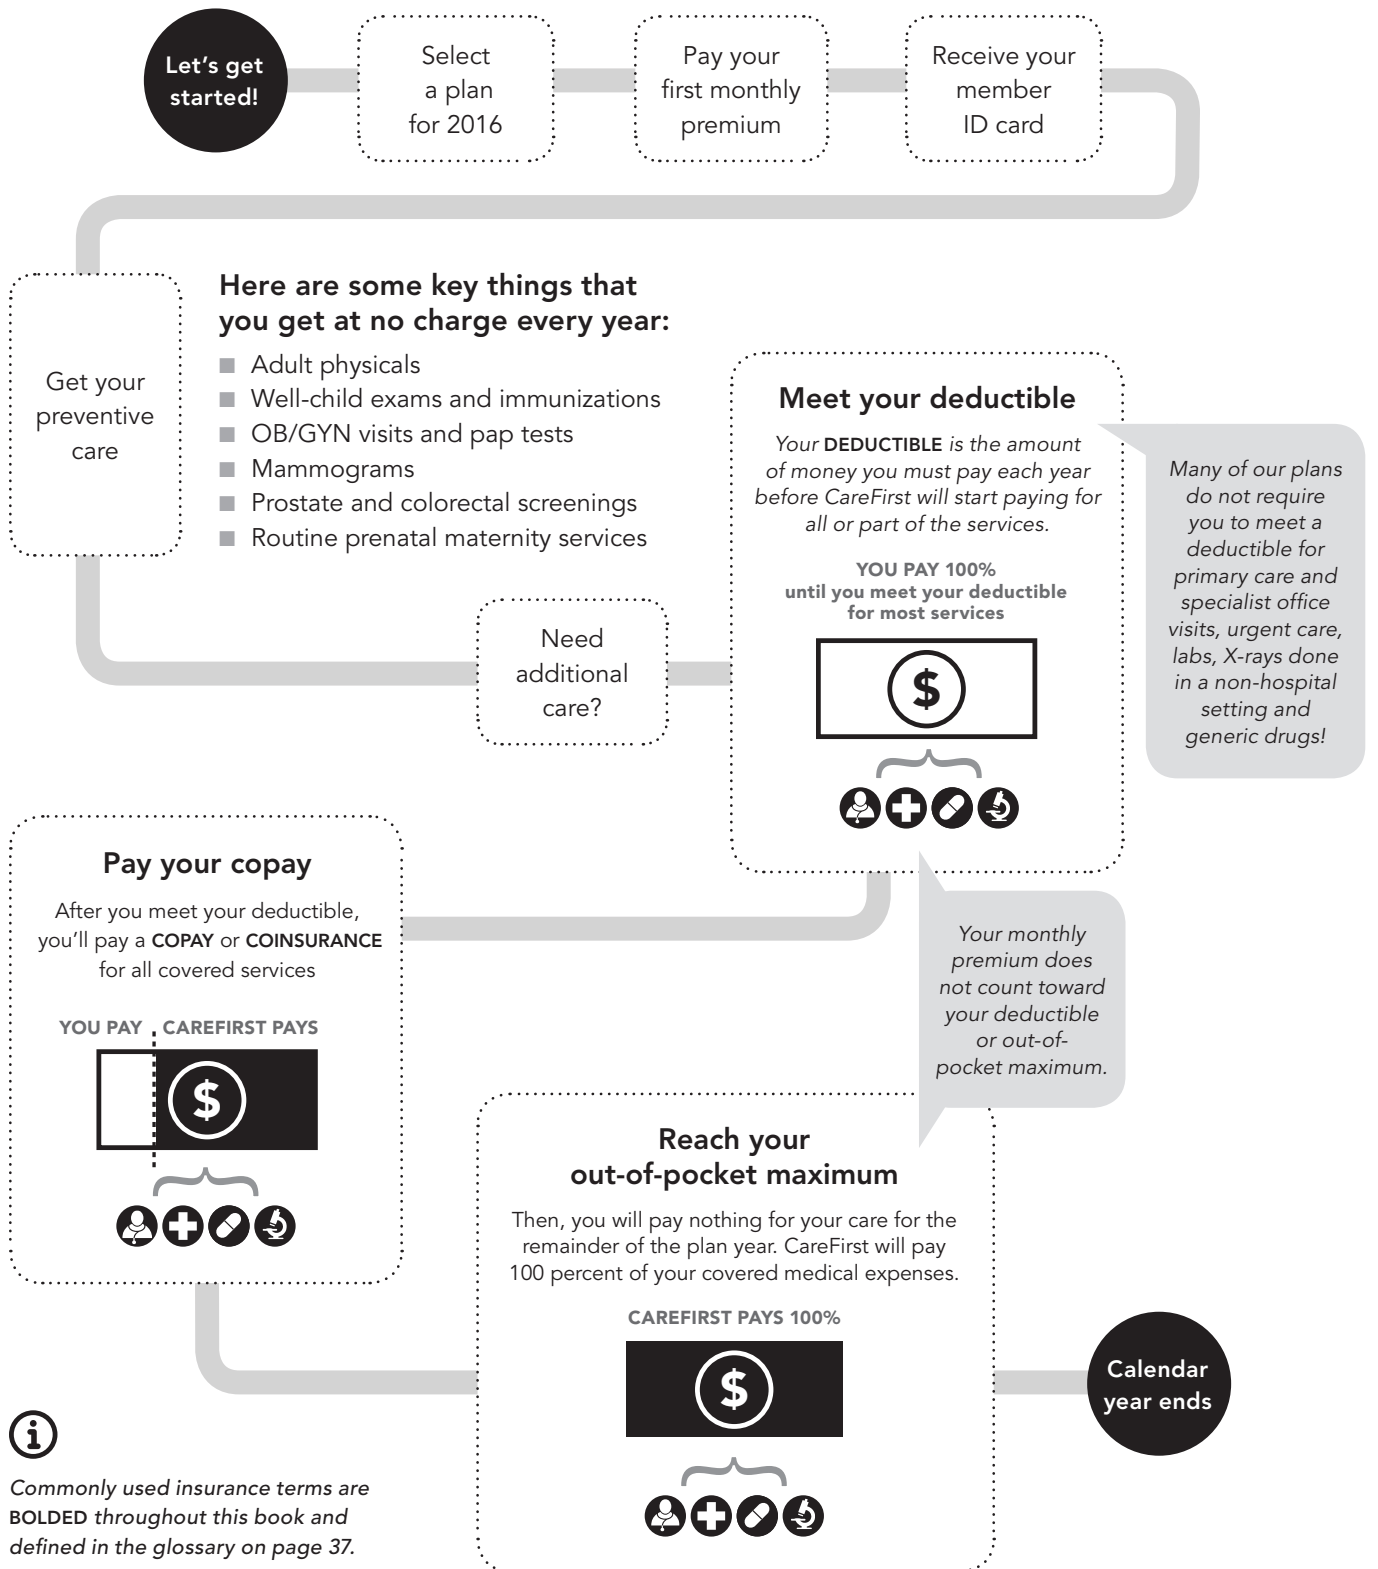 Let's get
started!
Select
a plan
for 2016
Pay your
first monthly
premium
Receive your
member
ID card
Get your
preventive
care
Here are some key things that
you get at no charge every year:
■ Adult physicals
■ Well-child exams and immunizations
■ OB/GYN visits and pap tests
■ Mammograms
■ Prostate and colorectal screenings
■ Routine prenatal maternity services
Need
additional
care?
Meet your deductible
Your DEDUCTIBLE is the amount
of money you must pay each year
before CareFirst will start paying for
all or part of the services.
YOU PAY 100%
until you meet your deductible
for most services
$
Many of our plans
do not require
you to meet a
deductible for
primary care and
specialist office
visits, urgent care,
labs, X-rays done
in a non-hospital
setting and
generic drugs!
Pay your copay
After you meet your deductible,
you'll pay a COPAY or COINSURANCE
for all covered services
YOU PAY CAREFIRST PAYS
$
Your monthly
premium does
not count toward
your deductible
or out-of-
pocket maximum.
Reach your
out-of-pocket maximum
Then, you will pay nothing for your care for the
remainder of the plan year. CareFirst will pay
100 percent of your covered medical expenses.
CAREFIRST PAYS 100%
$
Calendar
year ends
i
Commonly used insurance terms are
BOLDED throughout this book and
defined in the glossary on page 37.